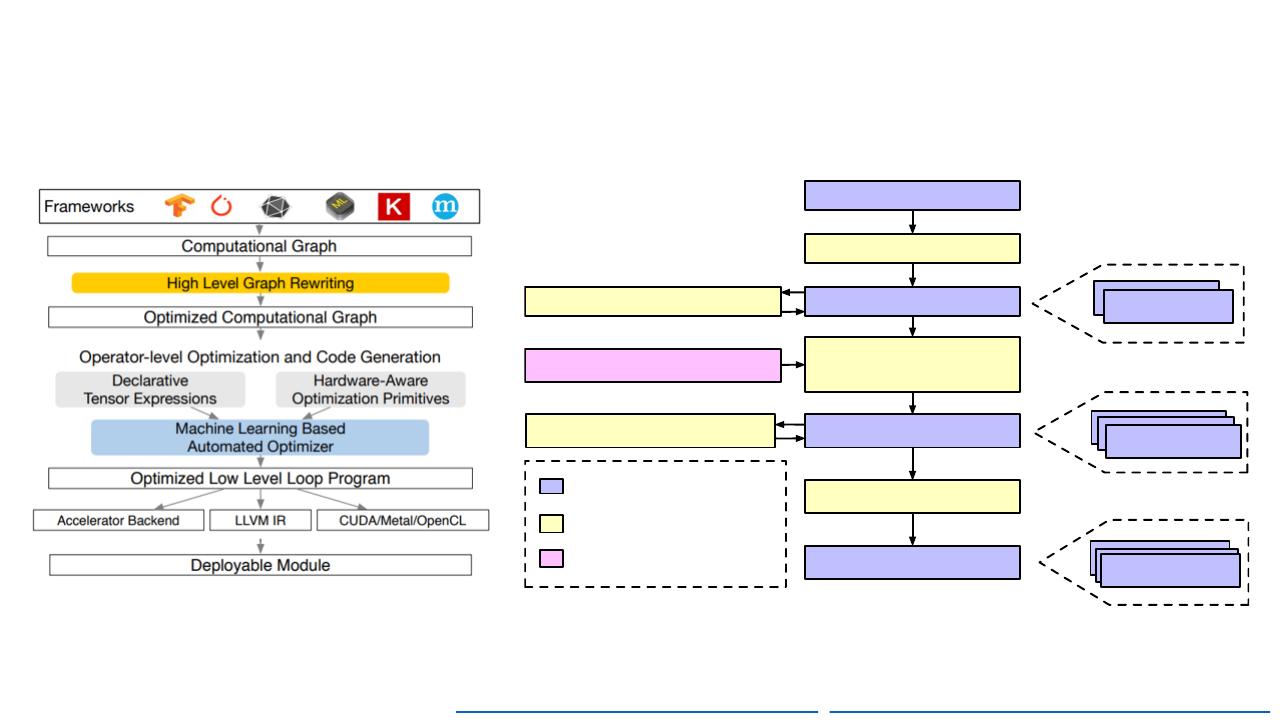 Frameworks
ML
K
m
Computational Graph
High Level Graph Rewriting
Optimized Computational Graph
Operator-level Optimization and Code Generation
Declarative
Tensor Expressions
Hardware-Aware
Optimization Primitives
Machine Learning Based
Automated Optimizer
Optimized Low Level Loop Program
Accelerator Backend
LLVM IR
CUDA/Metal/OpenCL
Deployable Module